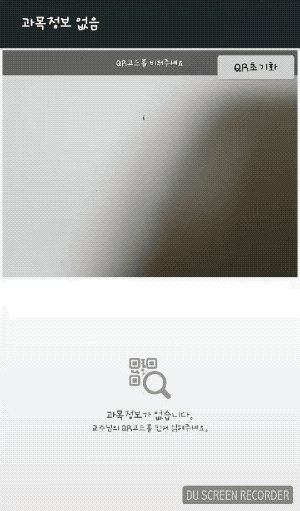 과목정보 없음
QR코드를 비춰주세요
QR초기화
과목정보가 없습니다.
교수님의 QR코드를 먼저 읽혀주세요.
DU SCREEN RECORDER